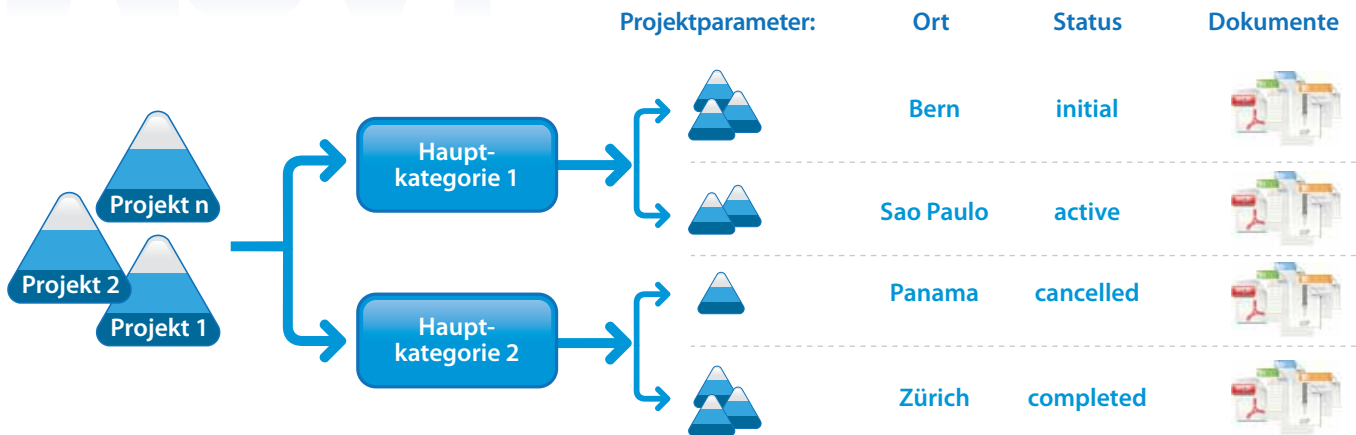 Projektparameter: Ort Status Dokumente
Bern initial
Haupt-
kategorie 1
Projekt n
Sao Paulo active
Projekt 2
Projekt 1
Panama cancelled
Haupt-
kategorie 2
Zürich completed